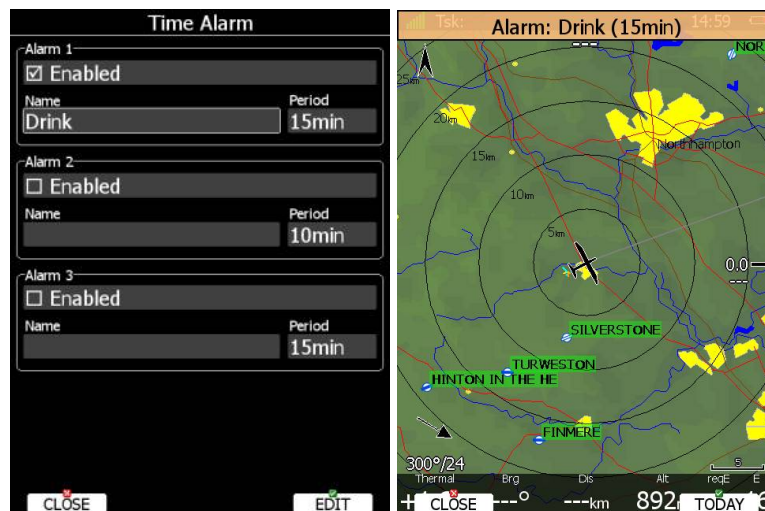 Time Alarm
Alarm 1
Enabled
Name Period
Drink 15min
Alarm 2
Enabled
Name Period
10min
Alarm 3
Enabled
Name Period
15min
CLOSE EDIT
Tsk: 14:59
Alarm: Drink (15min)
NOR
25km
20km
Northhampton
15km
10km
5km
0.0
---
SILVERSTONE
TURWESTON
HINTON IN THE HE
FINMERE
300°/24
5
Thermal Brg Dis Alt reqE E
---° ---km 892
CLOSE TODAY